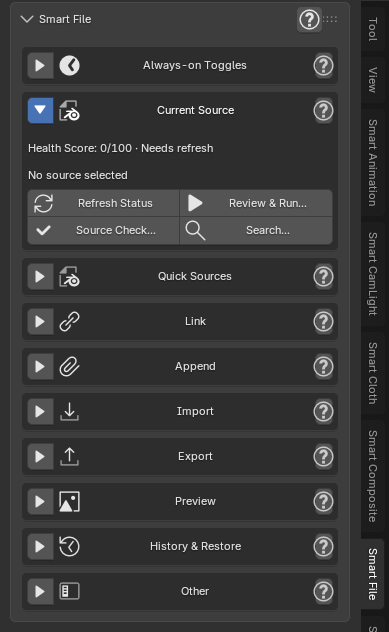 Smart File
Always-on Toggles
Current Source
Health Score: 0/100 · Needs refresh
No source selected
Refresh Status
Review & Run...
Source Check...
Search...
Quick Sources
Link
Append
Import
Export
Preview
History & Restore
Other
Tool
View
Smart Animation
Smart CamLight
Smart Cloth
Smart Composite
Smart File